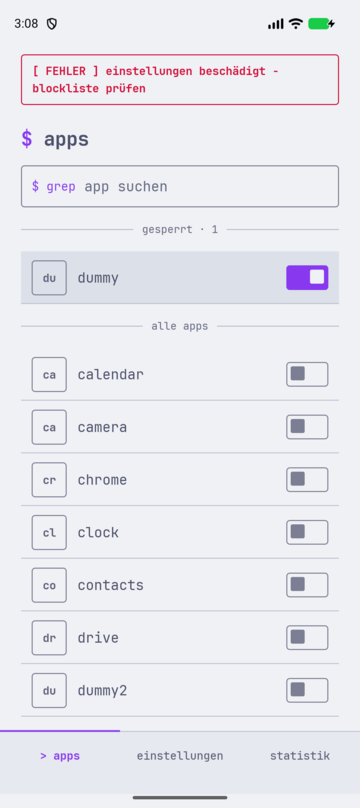 3:08
[ FEHLER ] einstellungen beschädigt -
blockliste prüfen
$ apps
$ grep app suchen
gesperrt · 1
du dummy
alle apps
ca calendar
ca camera
cr chrome
cl clock
co contacts
dr drive
du dummy2
> apps einstellungen statistik